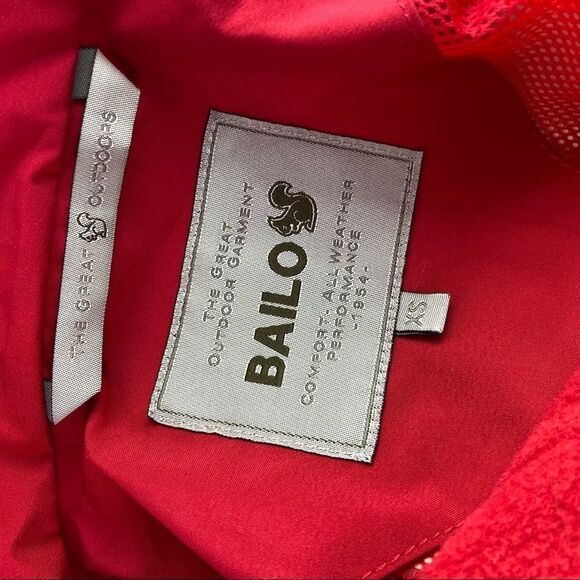 THE GREAT OUTDOORS
THE GREAT
OUTDOOR GARMENT
BAILO
COMFORT - ALL WEATHER
PERFORMANCE
-1954-
XS